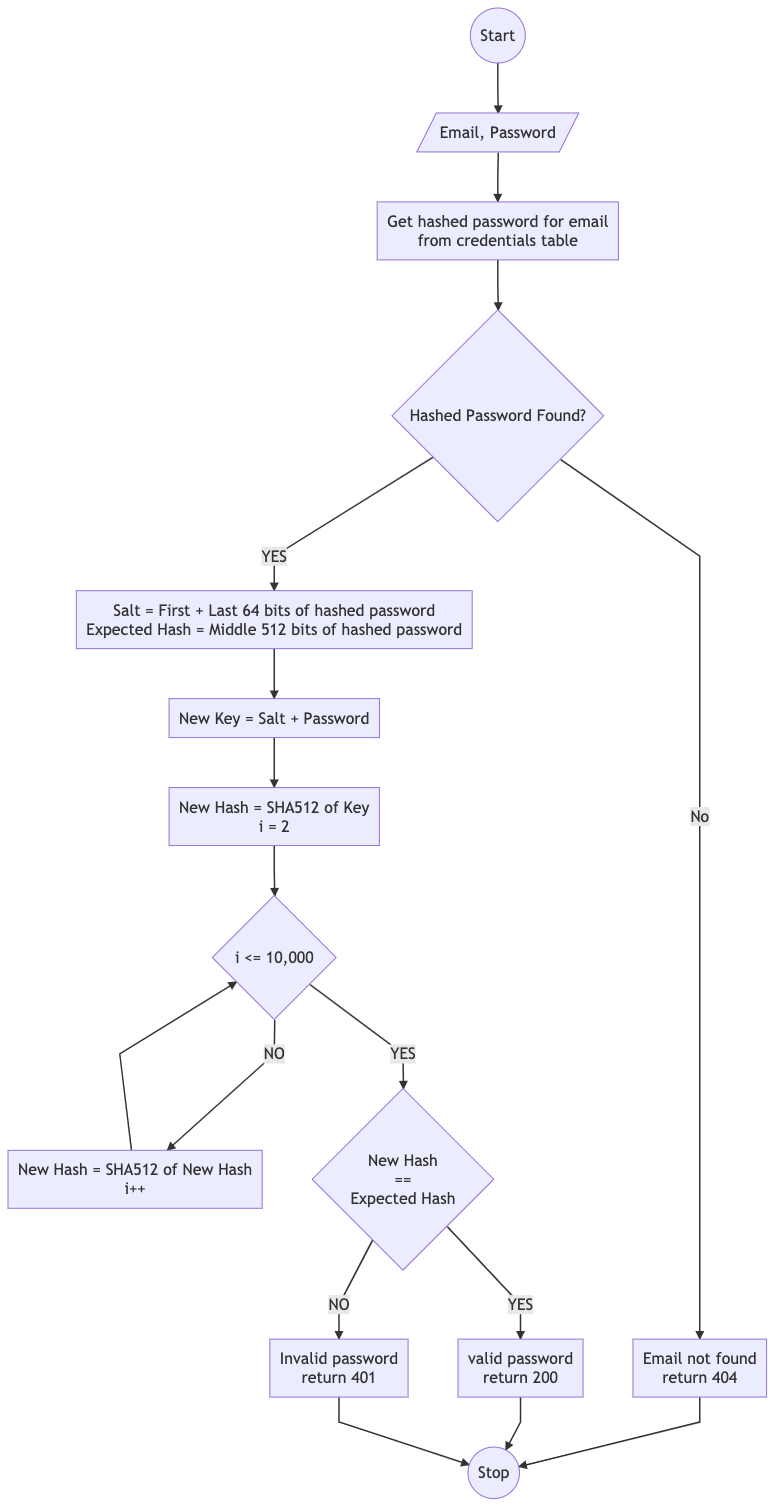 Start
Email, Password
Get hashed password for email
from credentials table
Hashed Password Found?
YES
Salt = First + Last 64 bits of hashed password
Expected Hash = Middle 512 bits of hashed password
New Key = Salt + Password
New Hash = SHA512 of Key
i = 2
No
i <= 10,000
NO
YES
New Hash = SHA512 of New Hash
i++
New Hash
==
Expected Hash
NO
YES
Invalid password
return 401
valid password
return 200
Email not found
return 404
Stop